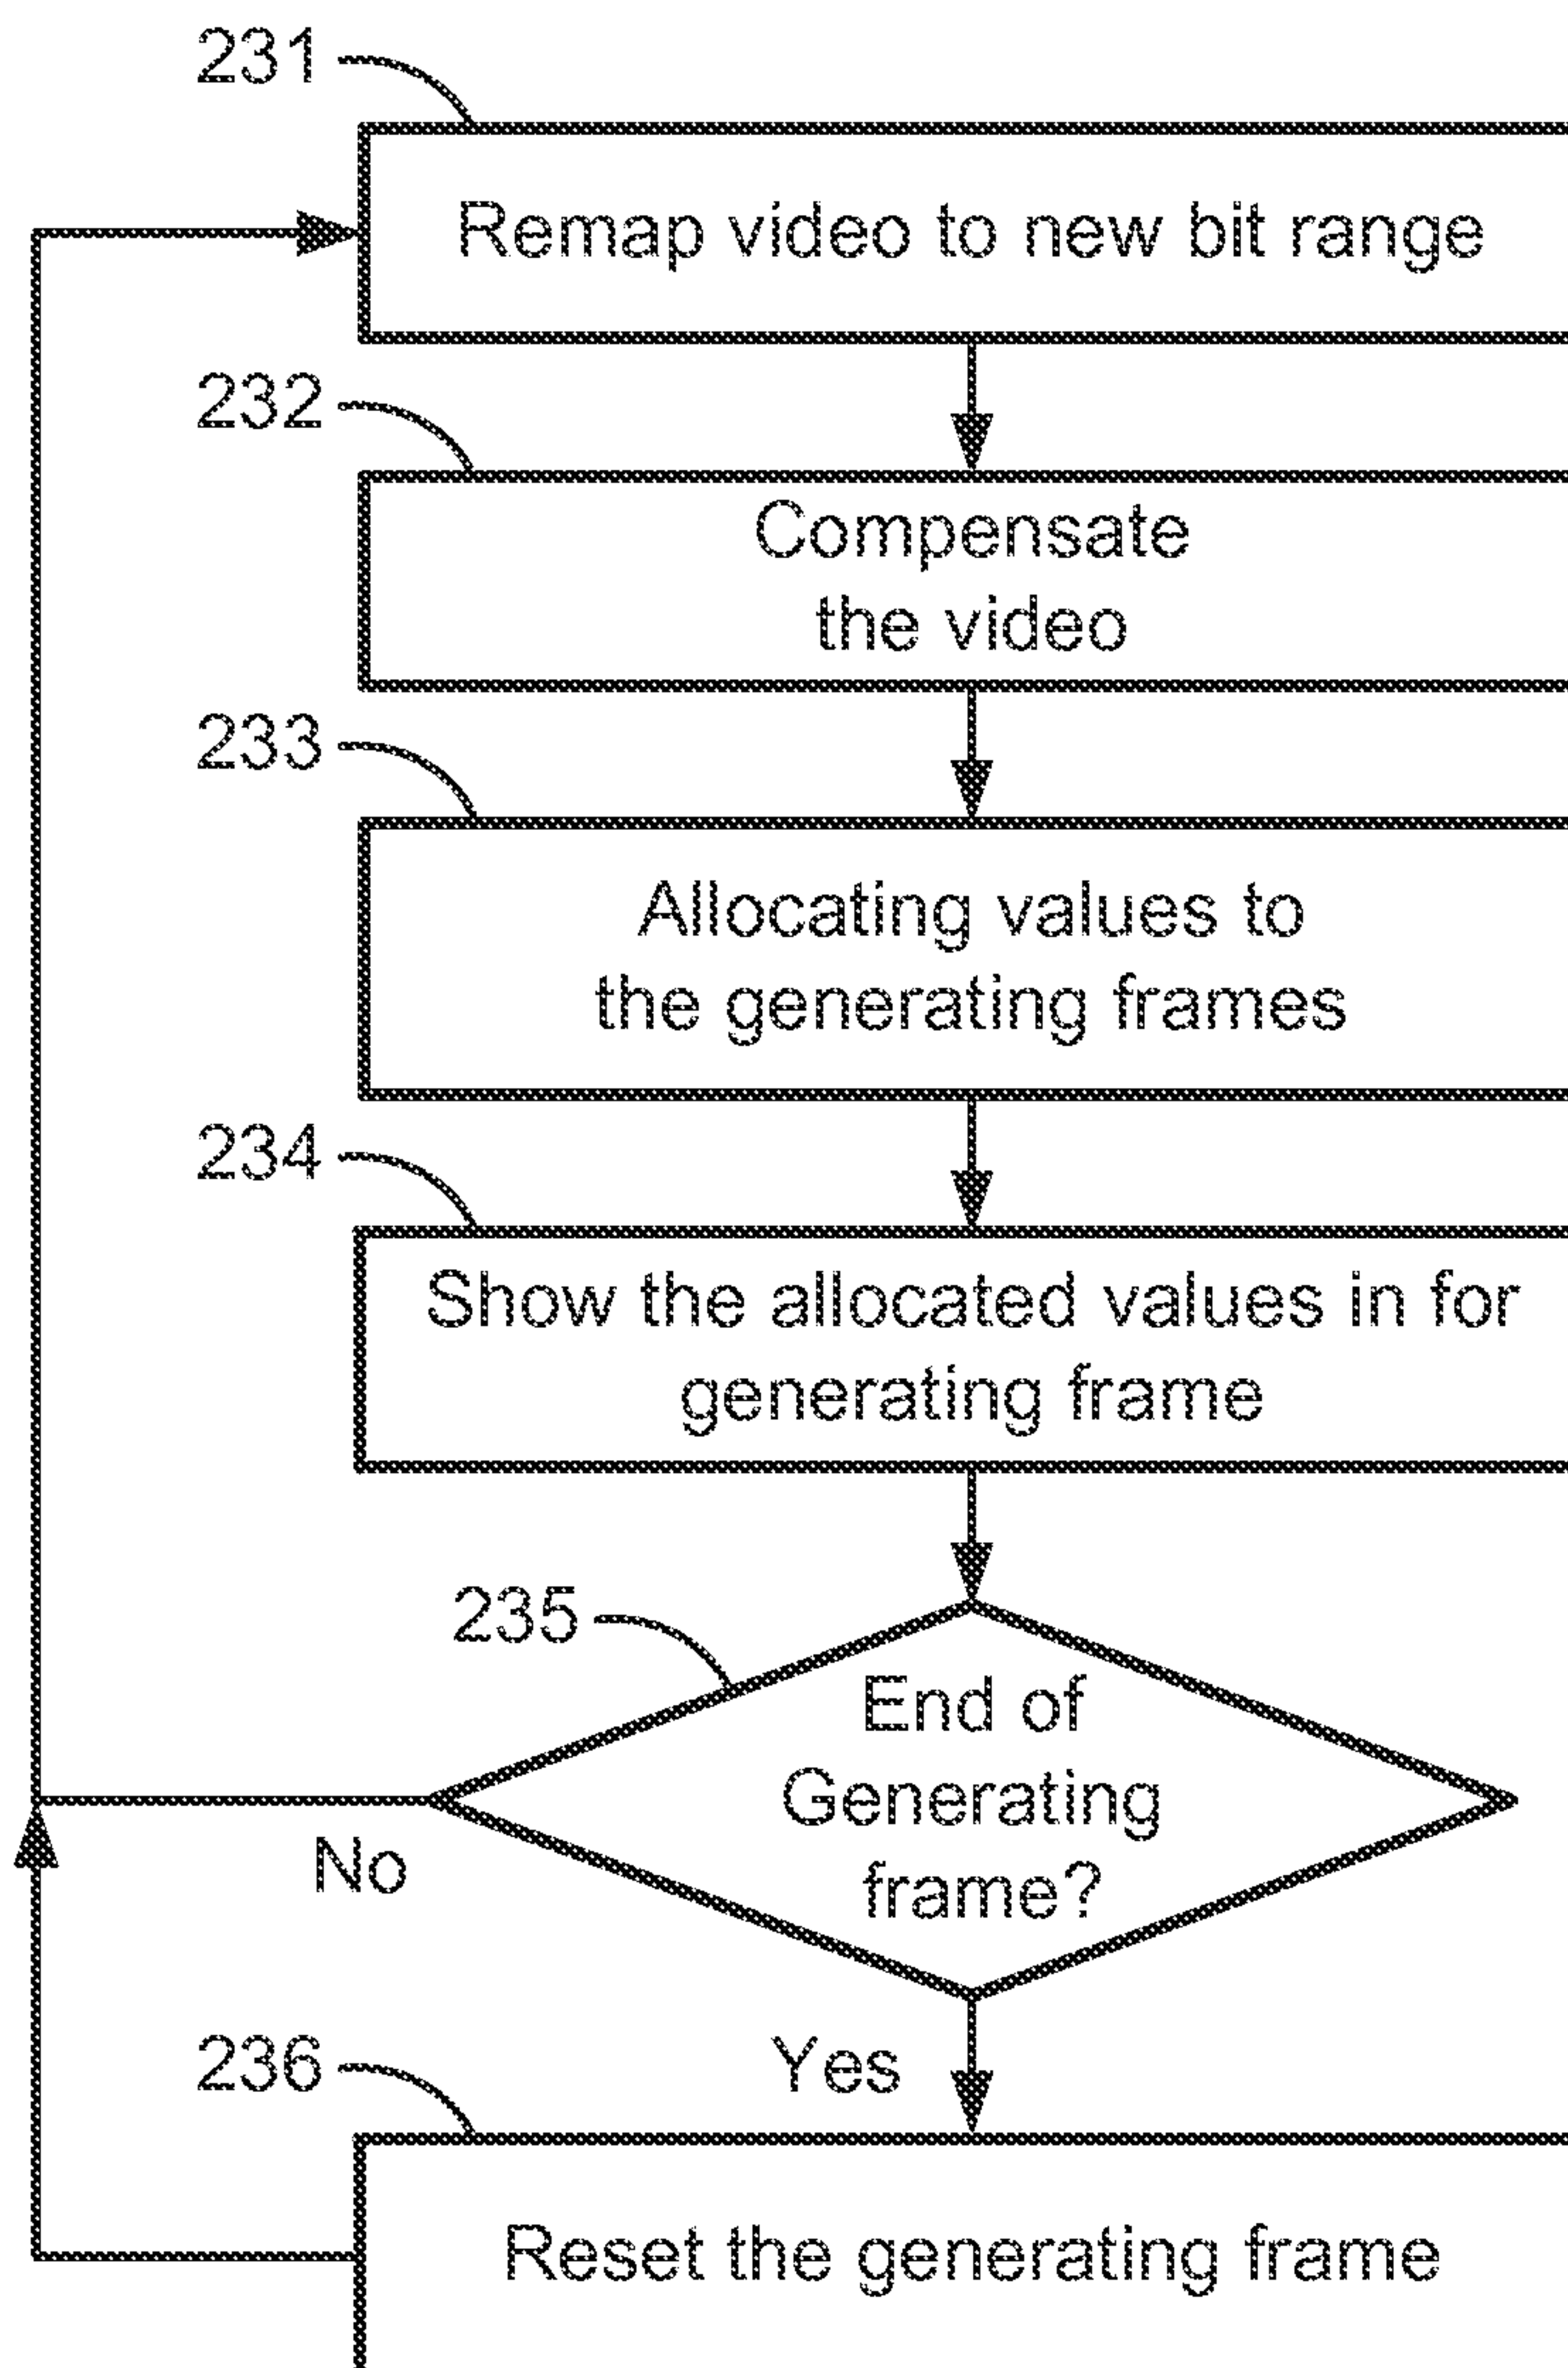 231
Remap video to new bit range
232
Compensate
the video
233
Allocating values to
the generating frames
234
Show the allocated values in for
generating frame
235
End of
Generating
frame?
No
Yes
236
Reset the generating frame